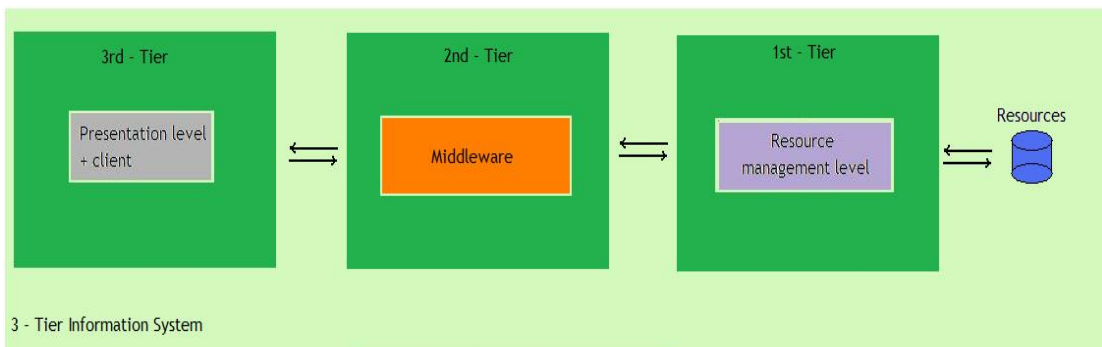 3rd - Tier
Presentation level
+ client
2nd - Tier
Middleware
1st - Tier
Resource
management level
Resources
3 - Tier Information System